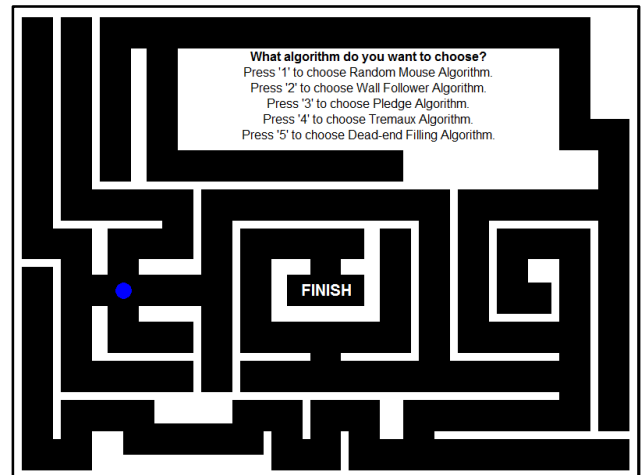 What algorithm do you want to choose?
Press '1' to choose Random Mouse Algorithm.
Press '2' to choose Wall Follower Algorithm.
Press '3' to choose Pledge Algorithm.
Press '4' to choose Tremaux Algorithm.
Press '5' to choose Dead-end Filling Algorithm.
FINISH